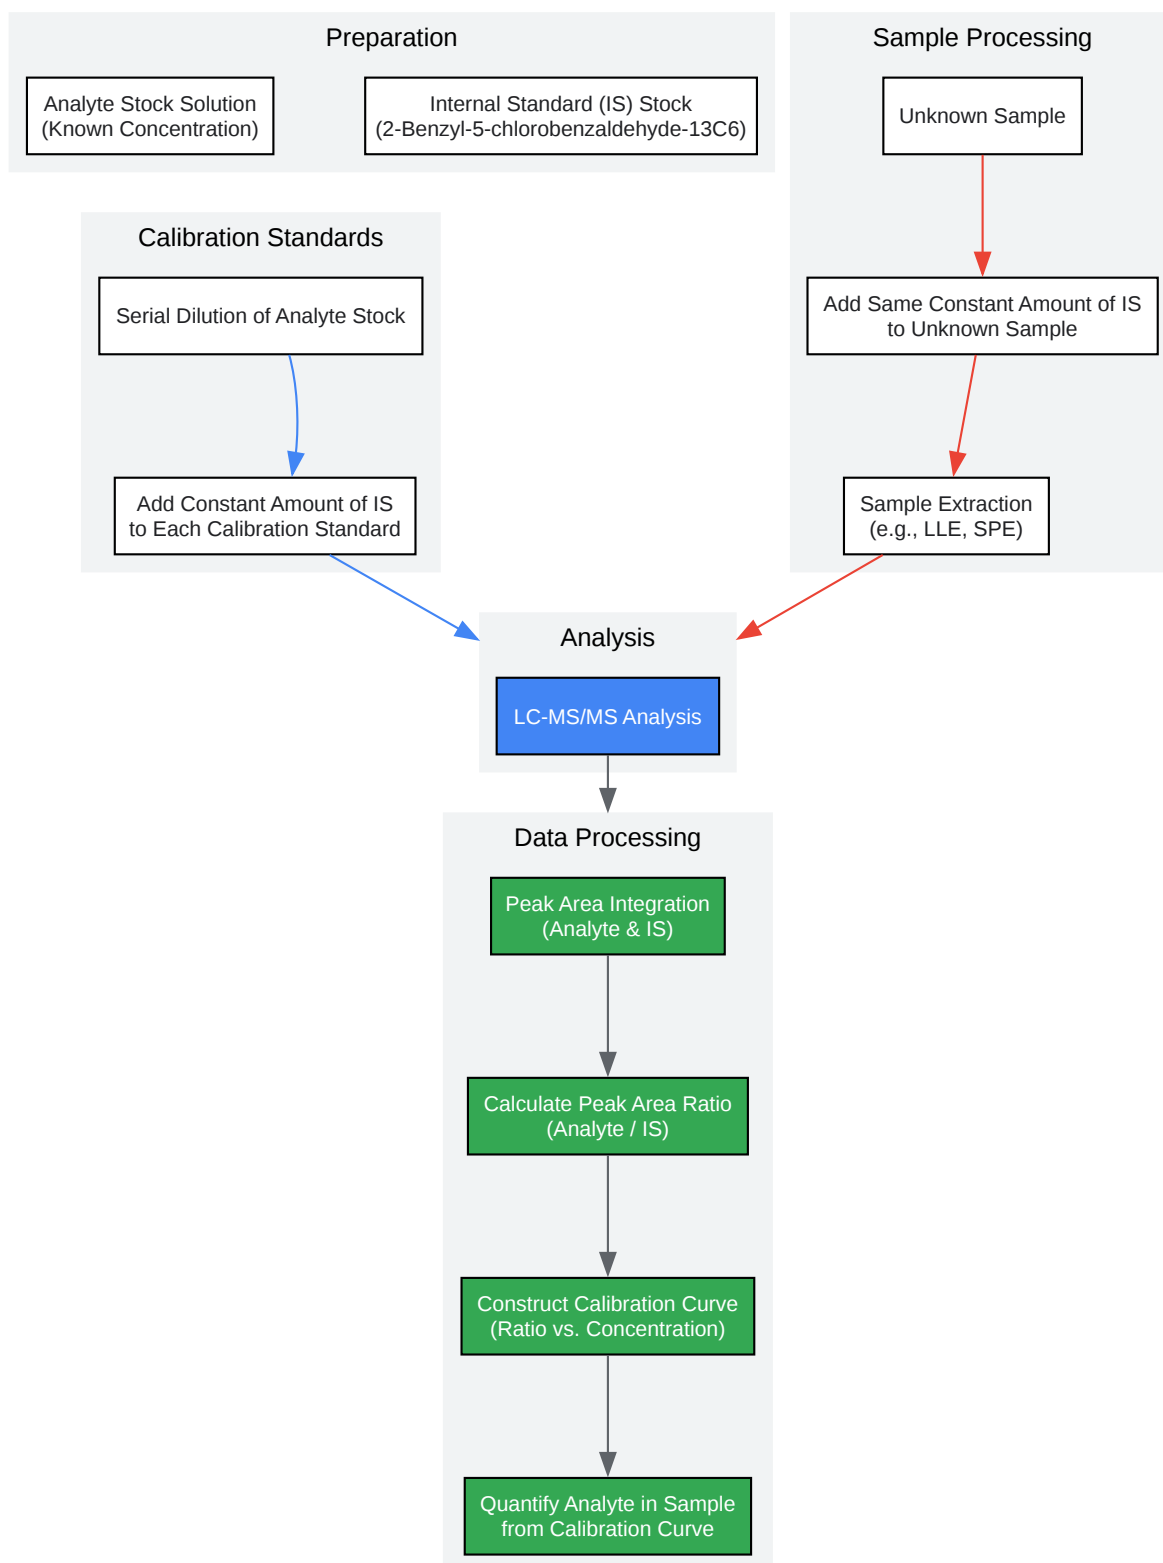 Preparation
Analyte Stock Solution
(Known Concentration)
Internal Standard (IS) Stock
(2-Benzyl-5-chlorobenzaldehyde-13C6)
Sample Processing
Unknown Sample
Add Same Constant Amount of IS
to Unknown Sample
Sample Extraction
(e.g., LLE, SPE)
Calibration Standards
Serial Dilution of Analyte Stock
Add Constant Amount of IS
to Each Calibration Standard
Analysis
LC-MS/MS Analysis
Data Processing
Peak Area Integration
(Analyte & IS)
Calculate Peak Area Ratio
(Analyte / IS)
Construct Calibration Curve
(Ratio vs. Concentration)
Quantify Analyte in Sample
from Calibration Curve